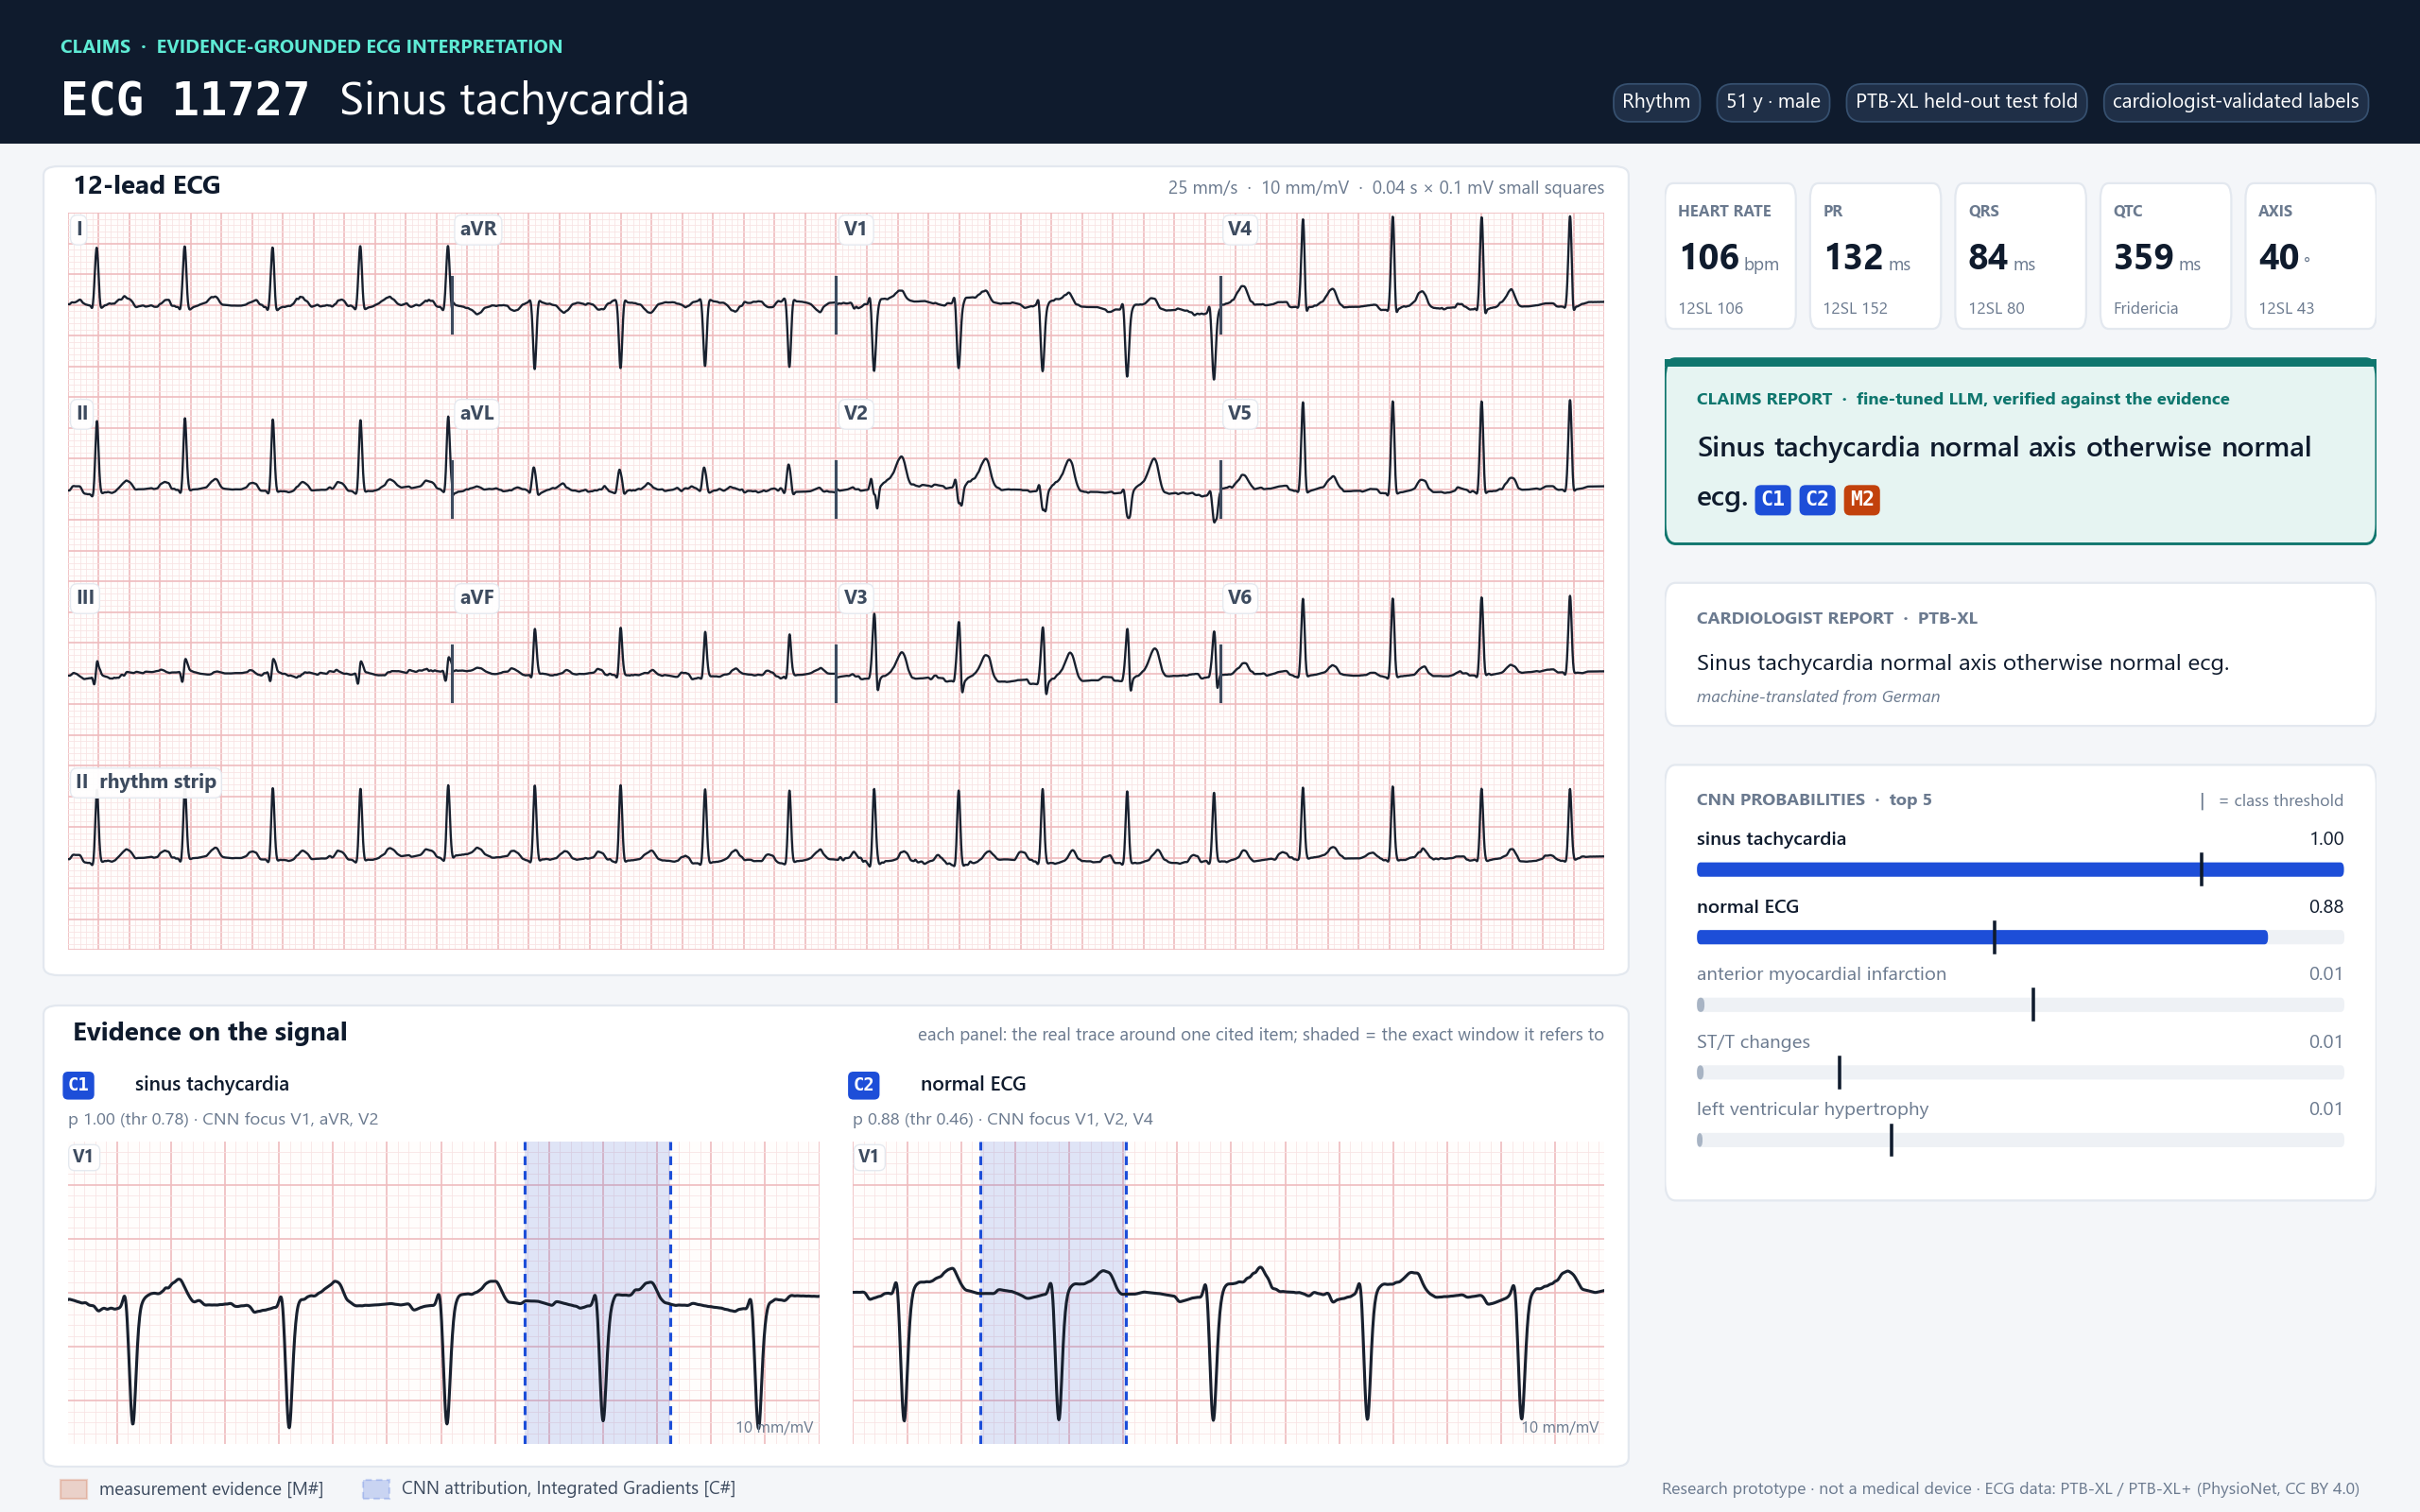 CLAIMS · EVIDENCE-GROUNDED ECG INTERPRETATION
ECG 11727 Sinus tachycardia
Rhythm
51 y · male
PTB-XL held-out test fold
cardiologist-validated labels
12-lead ECG
25 mm/s · 10 mm/mV · 0.04 s × 0.1 mV small squares
I
aVR
V1
V4
II
aVL
V2
V5
III
aVF
V3
V6
II rhythm strip
HEART RATE
106 bpm
12SL 106
PR
132 ms
12SL 152
QRS
84 ms
12SL 80
QTC
359 ms
Fridericia
AXIS
40 °
12SL 43
CLAIMS REPORT · fine-tuned LLM, verified against the evidence
Sinus tachycardia normal axis otherwise normal
ecg. C1 C2 M2
CARDIOLOGIST REPORT · PTB-XL
Sinus tachycardia normal axis otherwise normal ecg.
machine-translated from German
CNN PROBABILITIES · top 5
| = class threshold
sinus tachycardia 1.00
normal ECG 0.88
anterior myocardial infarction 0.01
ST/T changes 0.01
left ventricular hypertrophy 0.01
Evidence on the signal
each panel: the real trace around one cited item; shaded = the exact window it refers to
C1 sinus tachycardia
p 1.00 (thr 0.78) · CNN focus V1, aVR, V2
V1
10 mm/mV
C2 normal ECG
p 0.88 (thr 0.46) · CNN focus V1, V2, V4
V1
10 mm/mV
measurement evidence [M#]
CNN attribution, Integrated Gradients [C#]
Research prototype · not a medical device · ECG data: PTB-XL / PTB-XL+ (PhysioNet, CC BY 4.0)